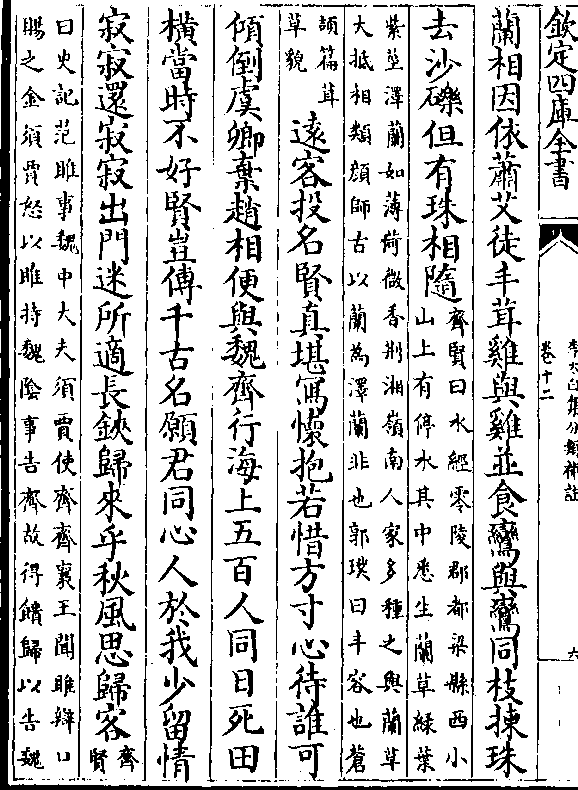 欽定四庫全書
李太白集分類補註
卷十二
六
蘭相因依蕭艾徒丰茸雞與雞並食鸞與鸞同枝揀珠
去沙礫但有珠相隨
齊賢曰水經零陵郡都梁縣西小
山上有停水其中悉生蘭草綠葉
紫莖澤蘭如薄荷微香荆湘嶺南人家多種之與蘭草
大抵相類顔師古以蘭為澤蘭非也郭璞曰丰容也蒼
頡篇茸
草貌
遠客投名賢真堪寫懷抱若惜方寸心待誰可
傾倒虞卿棄趙相便與魏齊行海上五百人同日死田
橫當時不好賢豈傳千古名願君同心人於我少留情
寂寂還寂寂出門迷所適長鋏歸來乎秋風思歸客
齊
賢
曰史記范雎事魏中大夫須賈使齊齊襄王聞雎辯口
賜之金須賈怒以雎持魏陰事告齊故得饋歸以告魏